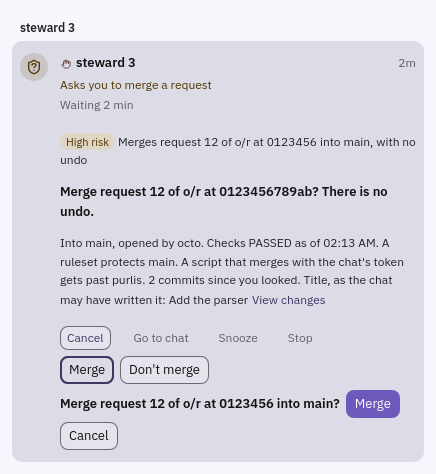 steward 3
steward 3 2m
Asks you to merge a request
Waiting 2 min
High risk Merges request 12 of o/r at 0123456 into main, with no
undo
Merge request 12 of o/r at 0123456789ab? There is no
undo.
Into main, opened by octo. Checks PASSED as of 02:13 AM. A
ruleset protects main. A script that merges with the chat's token
gets past purlis. 2 commits since you looked. Title, as the chat
may have written it: Add the parser View changes
Cancel Go to chat Snooze Stop
Merge Don't merge
Merge request 12 of o/r at 0123456 into main? Merge
Cancel